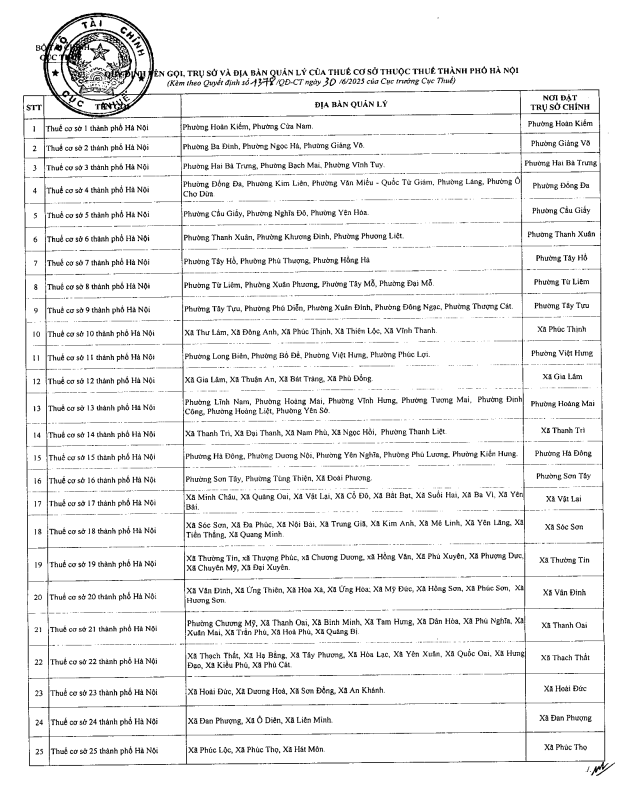 BỘ TÀI CHÍNH
CỤC THUẾ
QUY ĐỊNH TÊN GỌI, TRỤ SỞ VÀ ĐỊA BÀN QUẢN LÝ CỦA THUẾ CƠ SỞ THUỘC THUẾ THÀNH PHỐ HÀ NỘI
(Kèm theo Quyết định số 1378/QĐ-CT ngày 30/6/2025 của Cục trưởng Cục Thuế)
STT TÊN GỌI ĐỊA BÀN QUẢN LÝ NƠI ĐẶT TRỤ SỞ CHÍNH
1 Thuế cơ sở 1 thành phố Hà Nội Phường Hoàn Kiếm, Phường Cửa Nam. Phường Hoàn Kiếm
2 Thuế cơ sở 2 thành phố Hà Nội Phường Ba Đình, Phường Ngọc Hà, Phường Giảng Võ. Phường Giảng Võ
3 Thuế cơ sở 3 thành phố Hà Nội Phường Hai Bà Trưng, Phường Bạch Mai, Phường Vĩnh Tuy. Phường Hai Bà Trưng
4 Thuế cơ sở 4 thành phố Hà Nội Phường Đống Đa, Phường Kim Liên, Phường Văn Miếu - Quốc Tử Giám, Phường Láng, Phường Ô Phường Đống Đa
Chợ Dừa
5 Thuế cơ sở 5 thành phố Hà Nội Phường Cầu Giấy, Phường Nghĩa Đô, Phường Yên Hòa. Phường Cầu Giấy
6 Thuế cơ sở 6 thành phố Hà Nội Phường Thanh Xuân, Phường Khương Đình, Phường Phương Liệt. Phường Thanh Xuân
7 Thuế cơ sở 7 thành phố Hà Nội Phường Tây Hồ, Phường Phú Thượng, Phường Hồng Hà Phường Tây Hồ
8 Thuế cơ sở 8 thành phố Hà Nội Phường Từ Liêm, Phường Xuân Phương, Phường Tây Mỗ, Phường Đại Mỗ. Phường Từ Liêm
9 Thuế cơ sở 9 thành phố Hà Nội Phường Tây Tựu, Phường Phú Diễn, Phường Xuân Đỉnh, Phường Đông Ngạc, Phường Thượng Cát. Phường Tây Tựu
10 Thuế cơ sở 10 thành phố Hà Nội Xã Thư Lâm, Xã Đông Anh, Xã Phúc Thịnh, Xã Thiên Lộc, Xã Vĩnh Thanh. Xã Phúc Thịnh
11 Thuế cơ sở 11 thành phố Hà Nội Phường Long Biên, Phường Bồ Đề, Phường Việt Hưng, Phường Phúc Lợi. Phường Việt Hưng
12 Thuế cơ sở 12 thành phố Hà Nội Xã Gia Lâm, Xã Thuận An, Xã Bát Tràng, Xã Phù Đổng. Xã Gia Lâm
13 Thuế cơ sở 13 thành phố Hà Nội Phường Lĩnh Nam, Phường Hoàng Mai, Phường Vĩnh Hưng, Phường Tương Mai, Phường Định Phường Hoàng Mai
Công, Phường Hoàng Liệt, Phường Yên Sở.
14 Thuế cơ sở 14 thành phố Hà Nội Xã Thanh Trì, Xã Đại Thanh, Xã Nam Phù, Xã Ngọc Hồi, Phường Thanh Liệt. Xã Thanh Trì
15 Thuế cơ sở 15 thành phố Hà Nội Phường Hà Đông, Phường Dương Nội, Phường Yên Nghĩa, Phường Phú Lương, Phường Kiến Hưng. Phường Hà Đông
16 Thuế cơ sở 16 thành phố Hà Nội Phường Sơn Tây, Phường Tùng Thiện, Xã Đoài Phương. Phường Sơn Tây
17 Thuế cơ sở 17 thành phố Hà Nội Xã Minh Châu, Xã Quảng Oai, Xã Vật Lại, Xã Cổ Đô, Xã Bất Bạt, Xã Suối Hai, Xã Ba Vì, Xã Yên Xã Vật Lại
Bài.
18 Thuế cơ sở 18 thành phố Hà Nội Xã Sóc Sơn, Xã Đa Phúc, Xã Nội Bài, Xã Trung Giã, Xã Kim Anh, Xã Mê Linh, Xã Yên Lãng, Xã Xã Sóc Sơn
Tiến Thắng, Xã Quang Minh.
19 Thuế cơ sở 19 thành phố Hà Nội Xã Thường Tín, xã Thượng Phúc, xã Chương Dương, xã Hồng Vân, Xã Phú Xuyên, Xã Phượng Dực, Xã Thường Tín
Xã Chuyên Mỹ, Xã Đại Xuyên.
20 Thuế cơ sở 20 thành phố Hà Nội Xã Vân Đình, Xã Ứng Thiên, Xã Hòa Xá, Xã Ứng Hòa; Xã Mỹ Đức, Xã Hồng Sơn, Xã Phúc Sơn, Xã Xã Vân Đình
Hương Sơn.
21 Thuế cơ sở 21 thành phố Hà Nội Phường Chương Mỹ, Xã Thanh Oai, Xã Bình Minh, Xã Tam Hưng, Xã Dân Hòa, Xã Phú Nghĩa, Xã Xã Thanh Oai
Xuân Mai, Xã Trần Phú, Xã Hoà Phú, Xã Quảng Bị.
22 Thuế cơ sở 22 thành phố Hà Nội Xã Thạch Thất, Xã Hạ Bằng, Xã Tây Phương, Xã Hòa Lạc, Xã Yên Xuân, Xã Quốc Oai, Xã Hưng Xã Thạch Thất
Đạo, Xã Kiều Phú, Xã Phú Cát.
23 Thuế cơ sở 23 thành phố Hà Nội Xã Hoài Đức, Xã Dương Hoà, Xã Sơn Đồng, Xã An Khánh. Xã Hoài Đức
24 Thuế cơ sở 24 thành phố Hà Nội Xã Đan Phượng, Xã Ô Diên, Xã Liên Minh. Xã Đan Phượng
25 Thuế cơ sở 25 thành phố Hà Nội Xã Phúc Lộc, Xã Phúc Thọ, Xã Hát Môn. Xã Phúc Thọ